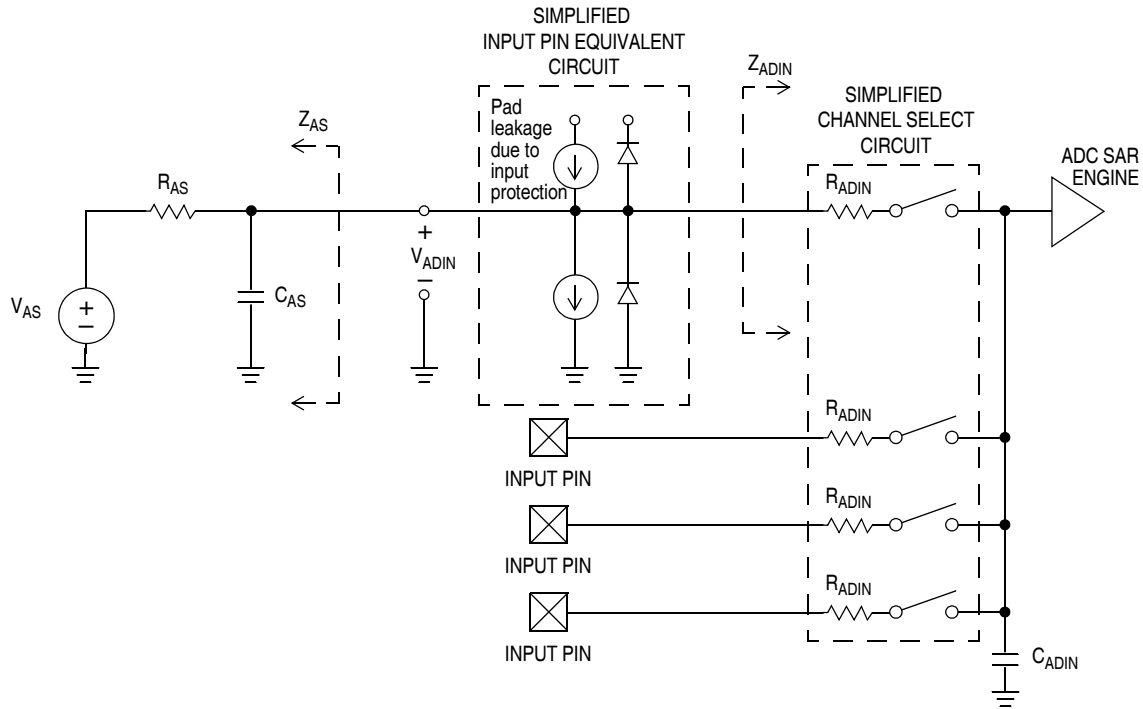 SIMPLIFIED
INPUT PIN EQUIVALENT
CIRCUIT
Z_ADIN
SIMPLIFIED
CHANNEL SELECT
CIRCUIT
Pad
leakage
due to
input
protection
Z_AS
ADC SAR
ENGINE
R_AS
R_ADIN
+
V_ADIN
–
V_AS
+
–
C_AS
R_ADIN
INPUT PIN
R_ADIN
INPUT PIN
R_ADIN
INPUT PIN
C_ADIN